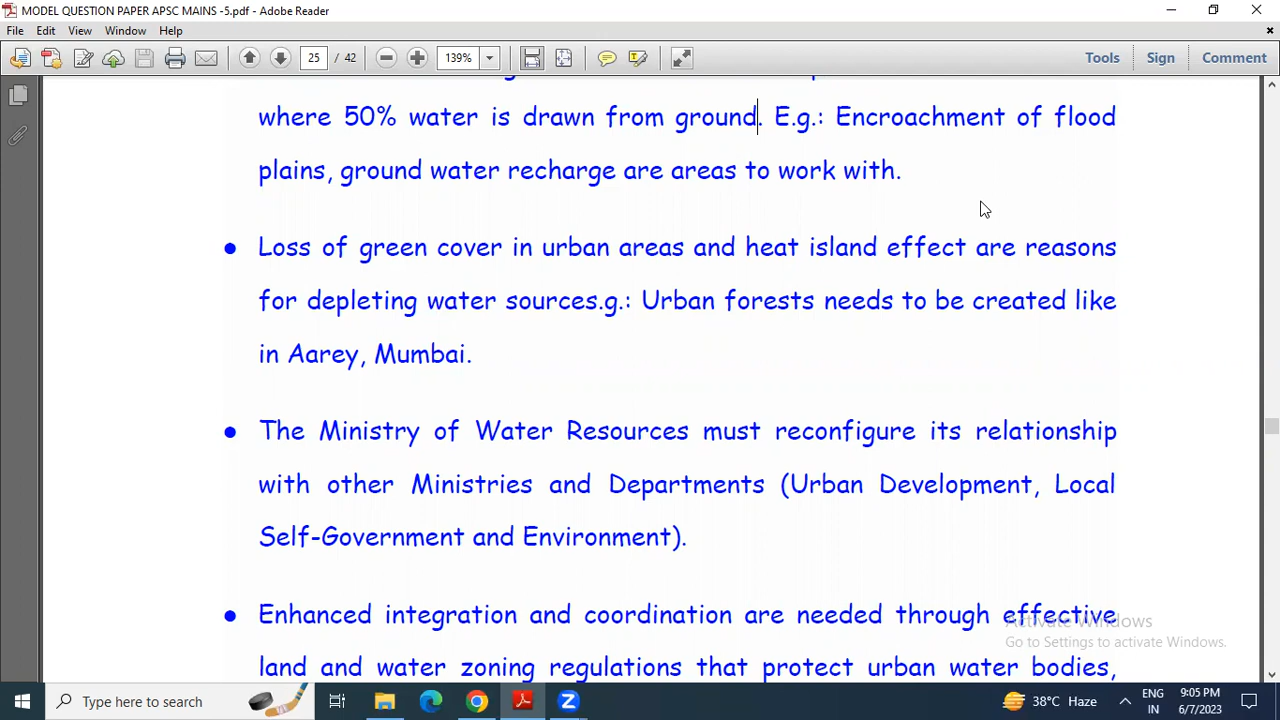 MODEL QUESTION PAPER APSC MAINS -5.pdf - Adobe Reader
File Edit View Window Help
25 / 42 139% Tools Sign Comment
where 50% water is drawn from ground. E.g.: Encroachment of flood
plains, ground water recharge are areas to work with.
● Loss of green cover in urban areas and heat island effect are reasons
for depleting water sources.g.: Urban forests needs to be created like
in Aarey, Mumbai.
● The Ministry of Water Resources must reconfigure its relationship
with other Ministries and Departments (Urban Development, Local
Self-Government and Environment).
● Enhanced integration and coordination are needed through effective
land and water zoning regulations that protect urban water bodies,
Activate Windows
Go to Settings to activate Windows.
Type here to search
38°C Haze
ENG
IN
9:05 PM
6/7/2023